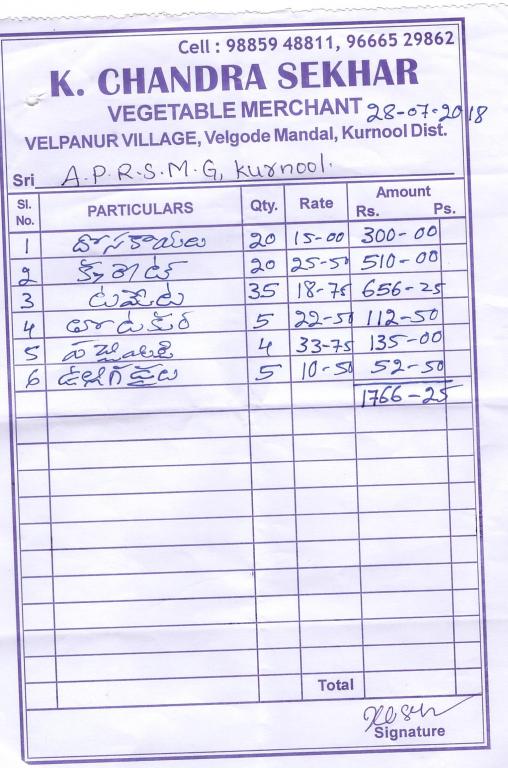 Cell : 98859 48811, 96665 29862
K. CHANDRA SEKHAR
VEGETABLE MERCHANT 28-07-2018
VELPANUR VILLAGE, Velgode Mandal, Kurnool Dist.
Sri A.P.R.S.M.G, Kurnool.
Sl. No. PARTICULARS Qty. Rate Amount Rs. Ps.
1 దోసకాయలు 20 15-00 300-00
2 క్యారెట్ 20 25-50 510-00
3 టమోటా 35 18-75 656-25
4 5 22-50 112-50
5 4 33-75 135-00
6 5 10-50 52-50
1766-25
Total
Signature